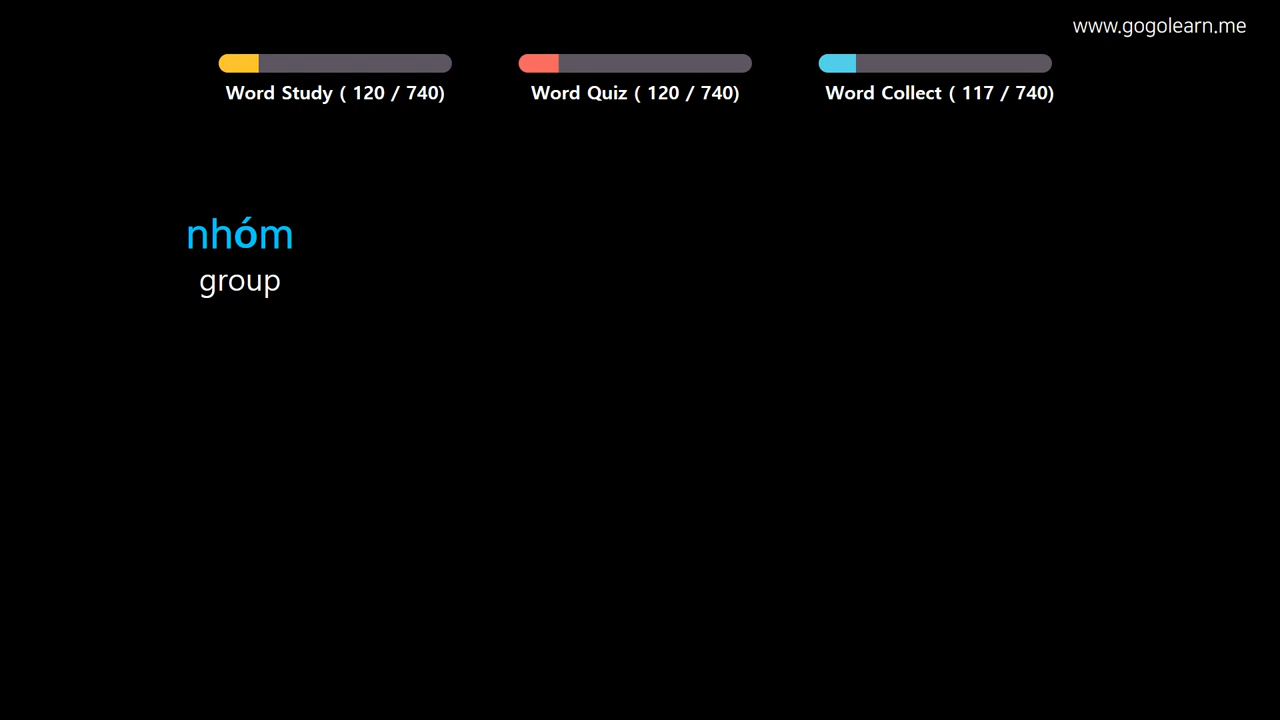 www.gogolearn.me
Word Study ( 120 / 740)
Word Quiz ( 120 / 740)
Word Collect ( 117 / 740)
nhóm
group